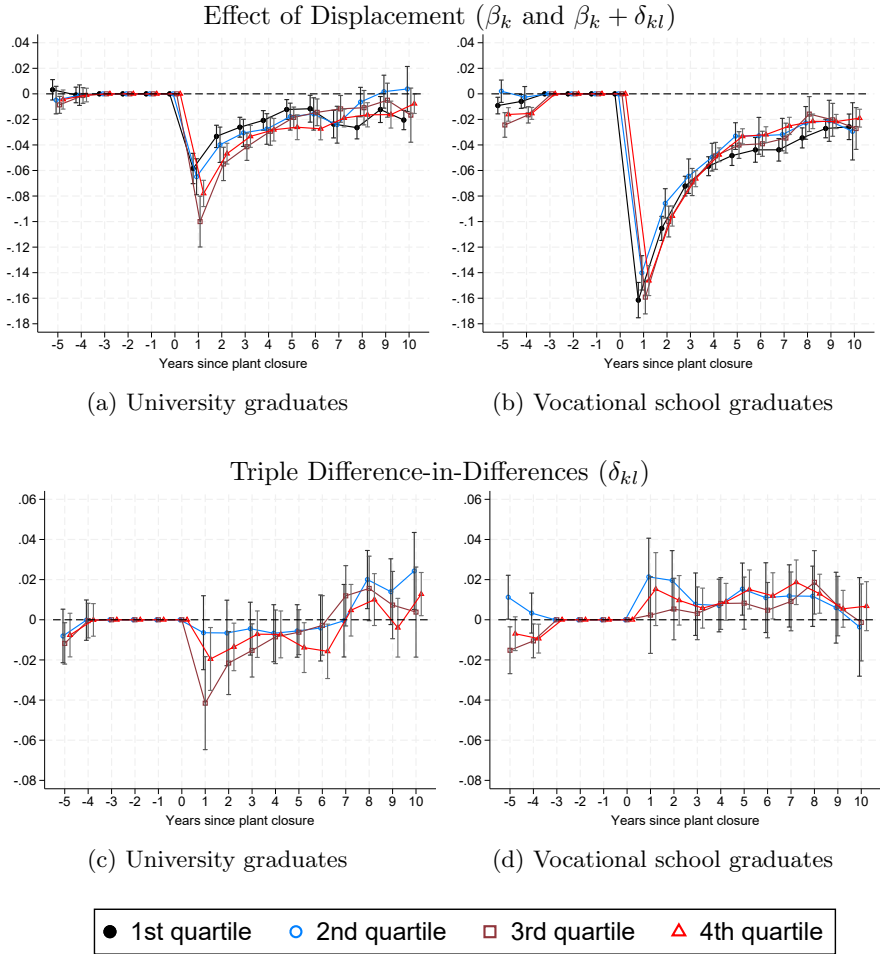 Effect of Displacement (βk and βk + δkl)
.04
.02
0
-.02
-.04
-.06
-.08
-.1
-.12
-.14
-.16
-.18
-5 -4 -3 -2 -1 0 1 2 3 4 5 6 7 8 9 10
Years since plant closure
(a) University graduates
.04
.02
0
-.02
-.04
-.06
-.08
-.1
-.12
-.14
-.16
-.18
-5 -4 -3 -2 -1 0 1 2 3 4 5 6 7 8 9 10
Years since plant closure
(b) Vocational school graduates
Triple Difference-in-Differences (δkl)
.06
.04
.02
0
-.02
-.04
-.06
-.08
-5 -4 -3 -2 -1 0 1 2 3 4 5 6 7 8 9 10
Years since plant closure
(c) University graduates
.06
.04
.02
0
-.02
-.04
-.06
-.08
-5 -4 -3 -2 -1 0 1 2 3 4 5 6 7 8 9 10
Years since plant closure
(d) Vocational school graduates
1st quartile 2nd quartile 3rd quartile 4th quartile